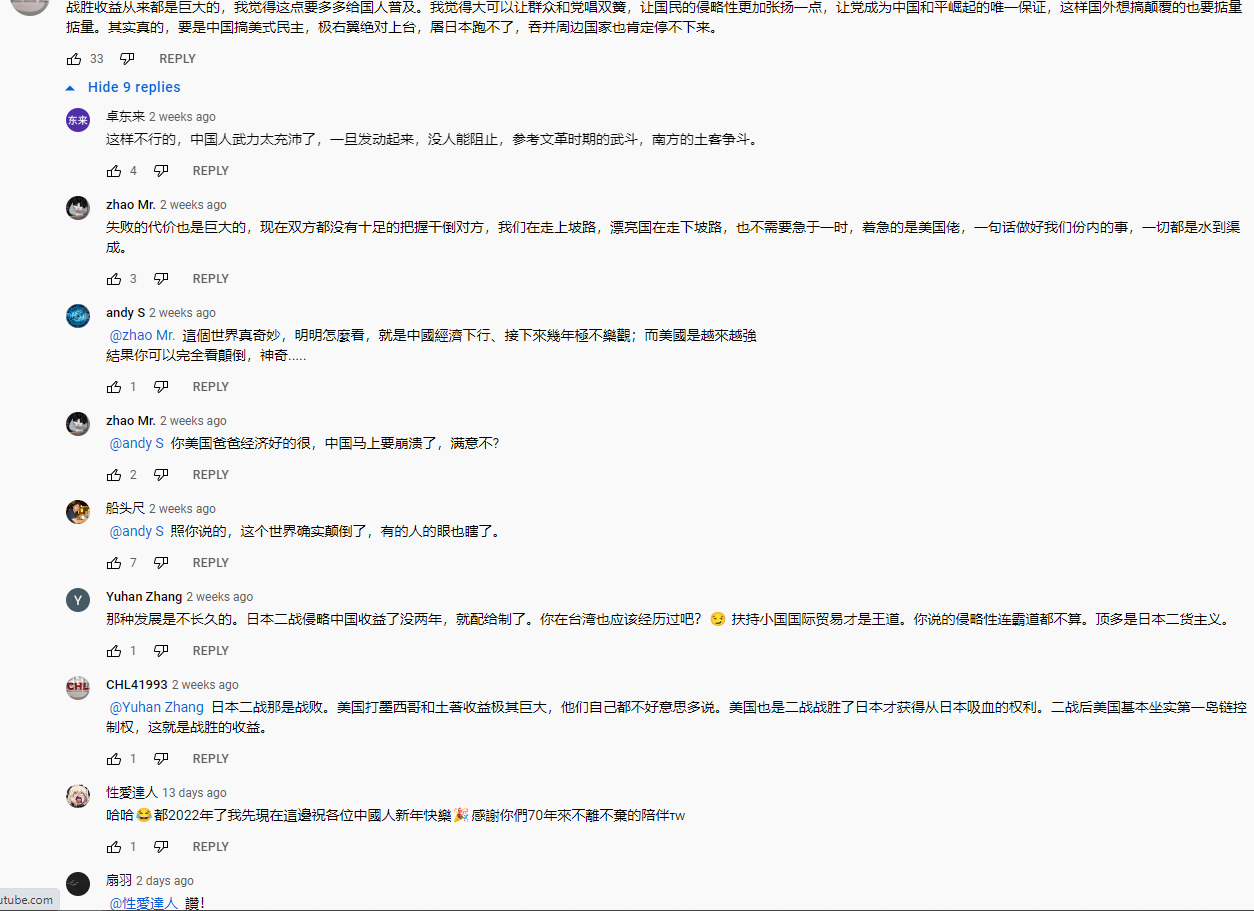 战胜收益从来都是巨大的，我觉得这点要多多给国人普及。我觉得大可以让群众和党唱双簧，让国民的侵略性更加张扬一点，让党成为中国和平崛起的唯一保证，这样国外想搞颠覆的也要掂量
掂量。其实真的，要是中国搞美式民主，极右翼绝对上台，屠日本跑不了，吞并周边国家也肯定停不下来。
33 REPLY
Hide 9 replies
东来 卓东来 2 weeks ago
这样不行的，中国人武力太充沛了，一旦发动起来，没人能阻止，参考文革时期的武斗，南方的土客争斗。
4 REPLY
zhao Mr. 2 weeks ago
失败的代价也是巨大的，现在双方都没有十足的把握干倒对方，我们在走上坡路，漂亮国在走下坡路，也不需要急于一时，着急的是美国佬，一句话做好我们份内的事，一切都是水到渠
成。
3 REPLY
andy S 2 weeks ago
@zhao Mr. 這個世界真奇妙，明明怎麼看，就是中國經濟下行、接下來幾年極不樂觀；而美國是越來越強
結果你可以完全看顛倒，神奇.....
1 REPLY
zhao Mr. 2 weeks ago
@andy S 你美国爸爸经济好的很，中国马上要崩溃了，满意不?
2 REPLY
船头尺 2 weeks ago
@andy S 照你说的，这个世界确实颠倒了，有的人的眼也瞎了。
7 REPLY
Y Yuhan Zhang 2 weeks ago
那种发展是不长久的。日本二战侵略中国收益了没两年，就配给制了。你在台湾也应该经历过吧？😏 扶持小国国际贸易才是王道。你说的侵略性连霸道都不算。顶多是日本二货主义。
1 REPLY
CHL CHL41993 2 weeks ago
@Yuhan Zhang 日本二战那是战败。美国打墨西哥和土著收益极其巨大，他们自己都不好意思多说。美国也是二战战胜了日本才获得从日本吸血的权利。二战后美国基本坐实第一岛链控
制权，这就是战胜的收益。
1 REPLY
性愛達人 13 days ago
哈哈😂都2022年了我先現在這邊祝各位中國人新年快樂🎉感謝你們70年來不離不棄的陪伴тw
1 REPLY
扇羽 2 days ago
@性愛達人 讚！
utube.com